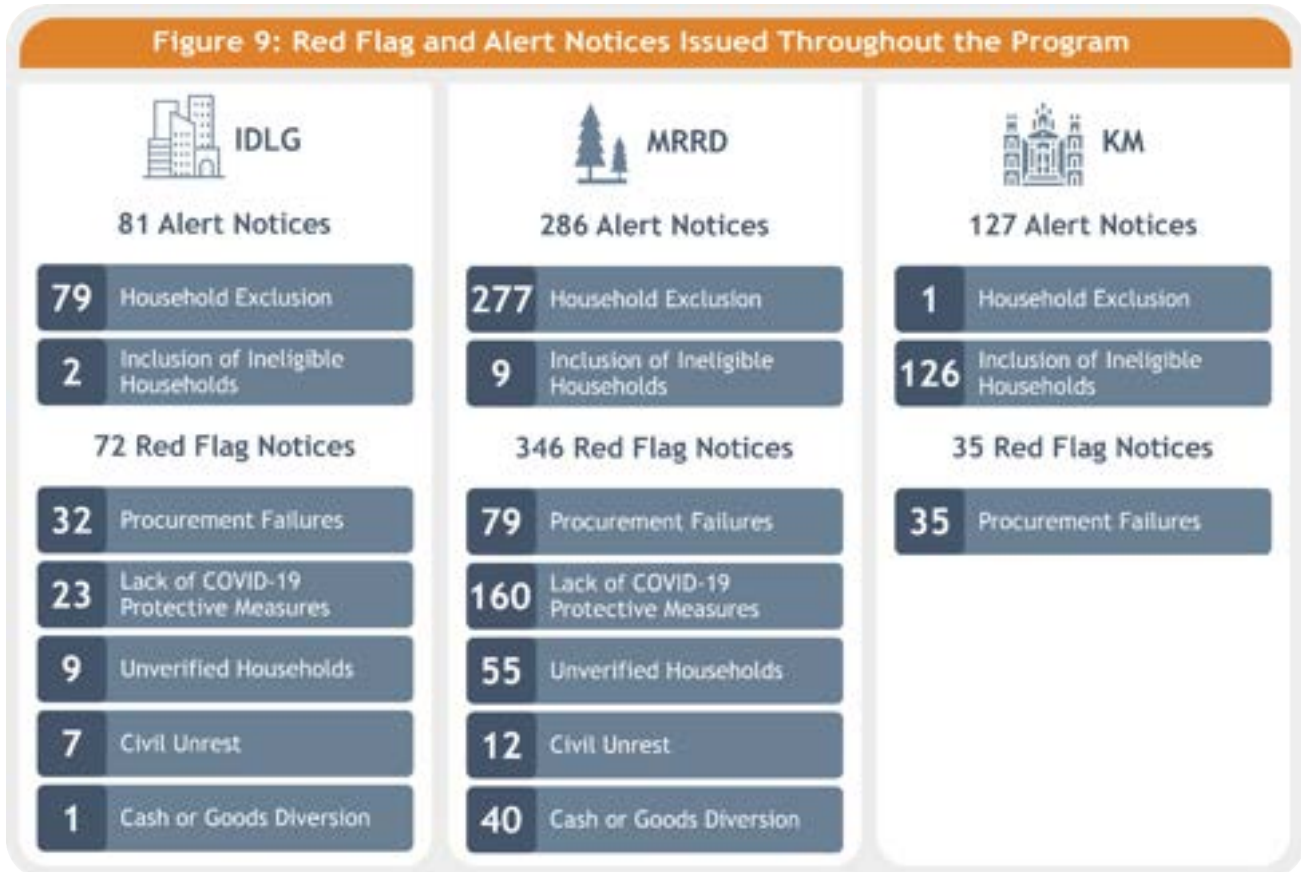 Figure 9: Red Flag and Alert Notices Issued Throughout the Program
IDLG
81 Alert Notices
79 Household Exclusion
2 Inclusion of Ineligible
Households
72 Red Flag Notices
32 Procurement Failures
23 Lack of COVID-19
Protective Measures
9 Unverified Households
7 Civil Unrest
1 Cash or Goods Diversion
MRRD
286 Alert Notices
277 Household Exclusion
9 Inclusion of Ineligible
Households
346 Red Flag Notices
79 Procurement Failures
160 Lack of COVID-19
Protective Measures
55 Unverified Households
12 Civil Unrest
40 Cash or Goods Diversion
KM
127 Alert Notices
1 Household Exclusion
126 Inclusion of Ineligible
Households
35 Red Flag Notices
35 Procurement Failures